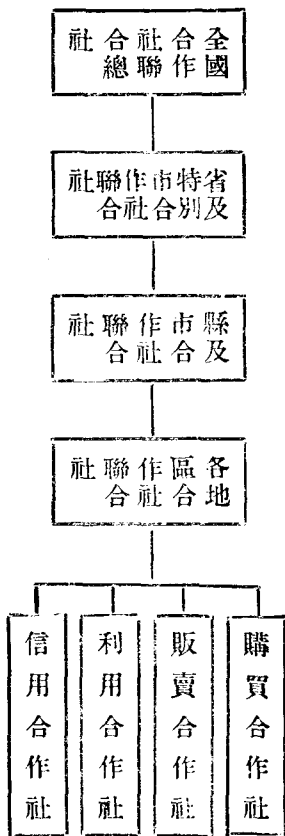 全國合作社聯合總社
省及特別市合作社聯合社
縣及市合作社聯合社
各地區合作社聯合社
購買合作社
販賣合作社
利用合作社
信用合作社